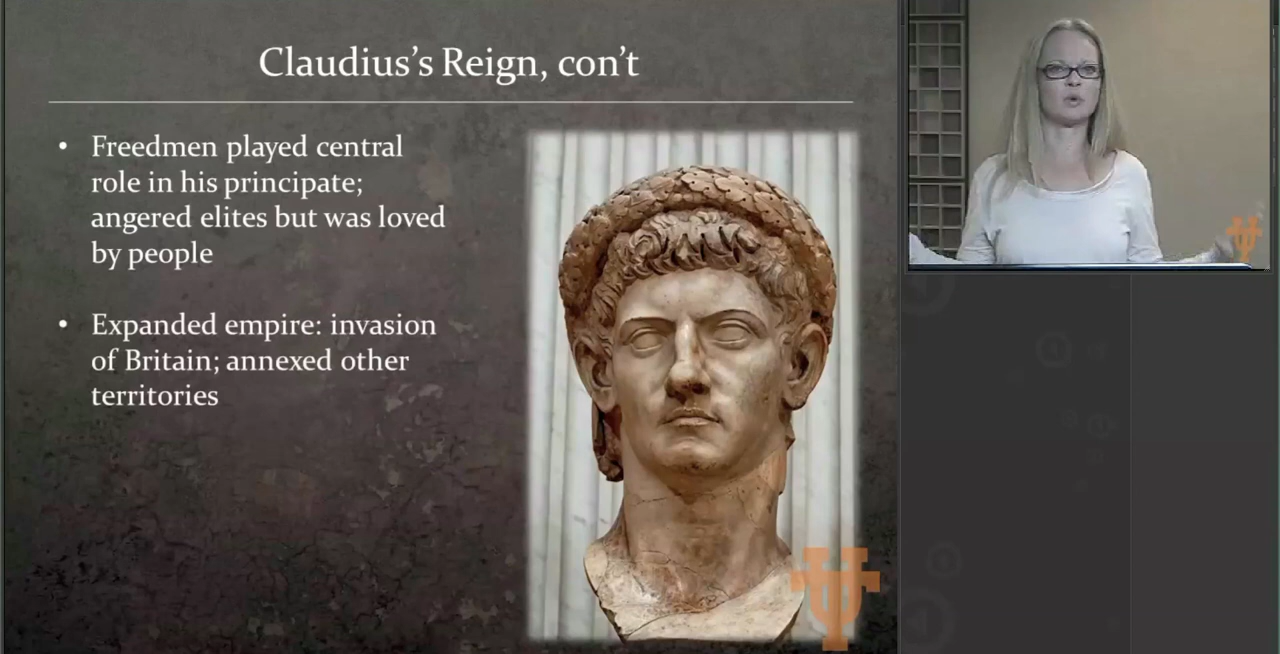 Claudius’s Reign, con’t
• Freedmen played central
role in his principate;
angered elites but was loved
by people
• Expanded empire: invasion
of Britain; annexed other
territories